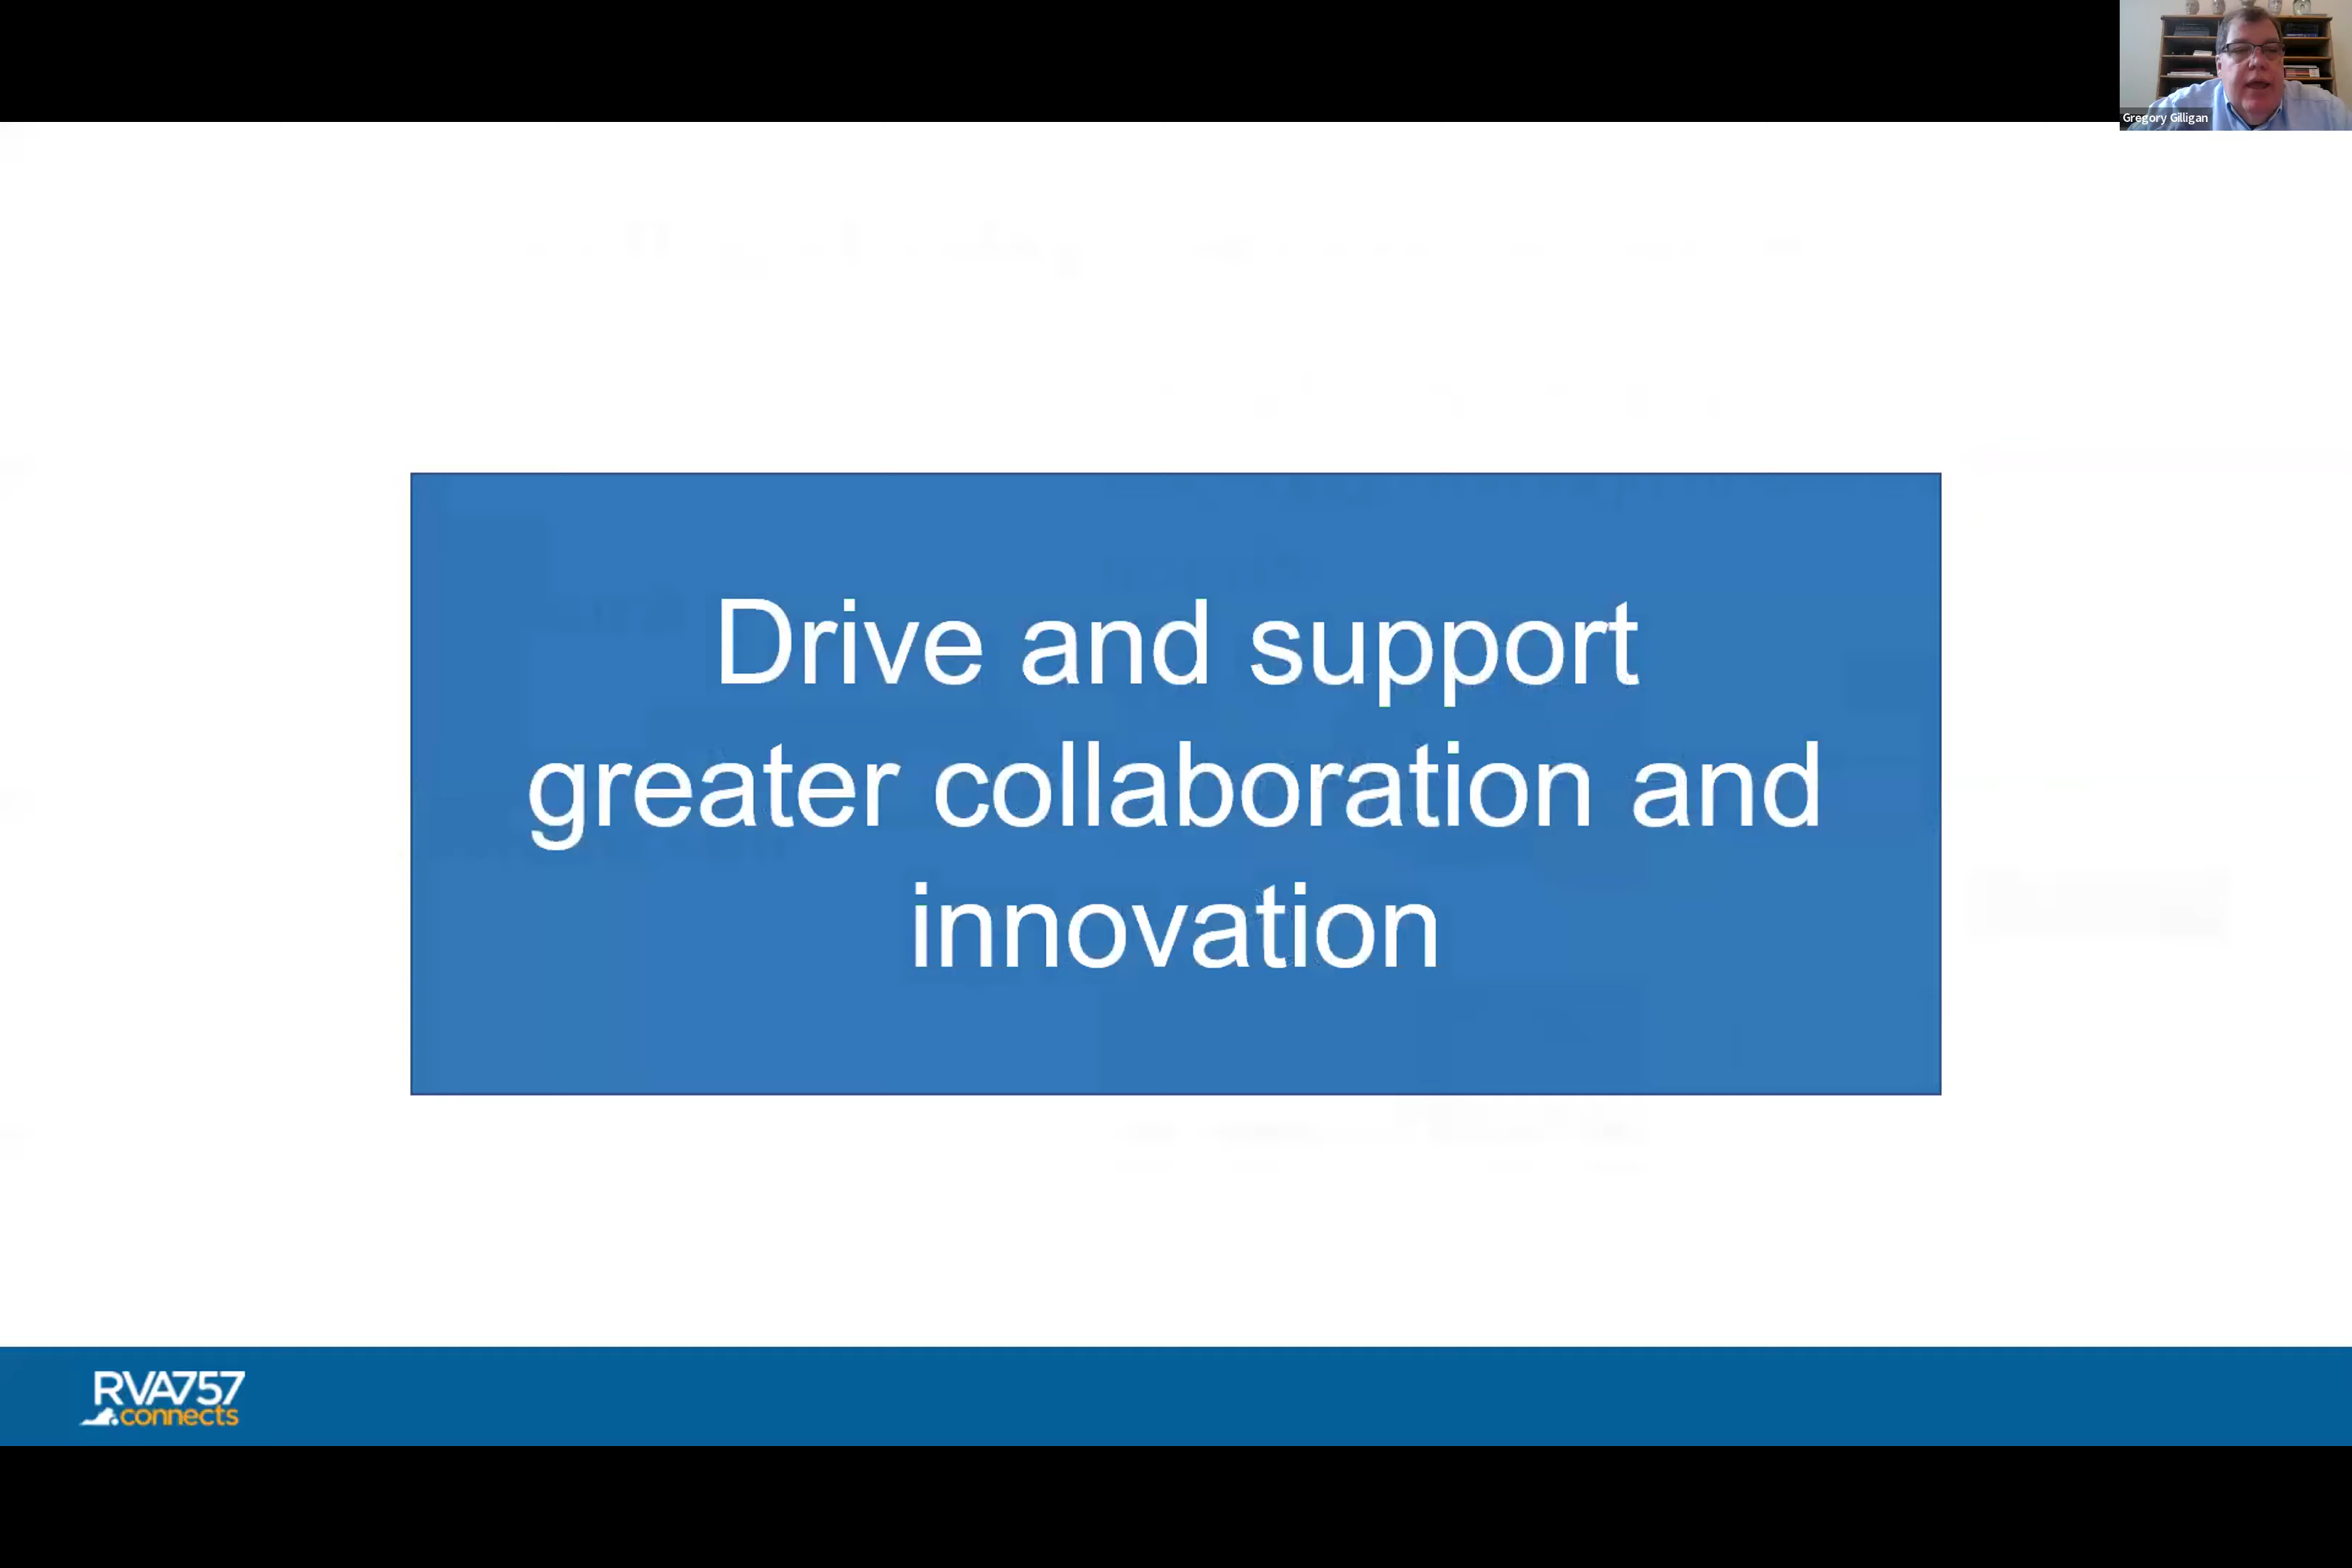 Gregory Gilligan
Drive and support
greater collaboration and
innovation
RVA757
connects